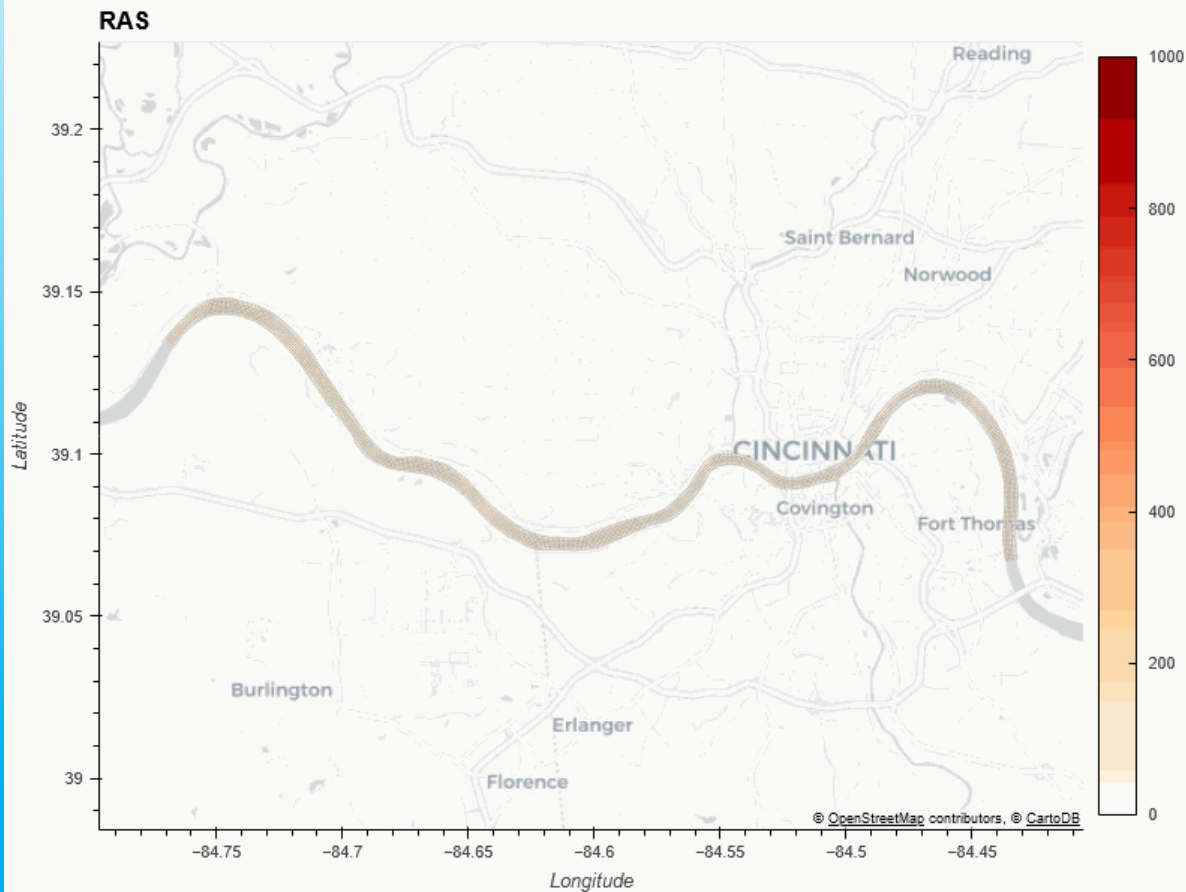 RAS
Reading
1000
39.2
800
Saint Bernard
Norwood
39.15
600
39.1
CINCINNATI
Covington
400
Fort Thomas
39.05
200
Burlington
Erlanger
39
Florence
© OpenStreetMap contributors, © CartoDB
0
−84.75 −84.7 −84.65 −84.6 −84.55 −84.5 −84.45
Longitude
Latitude